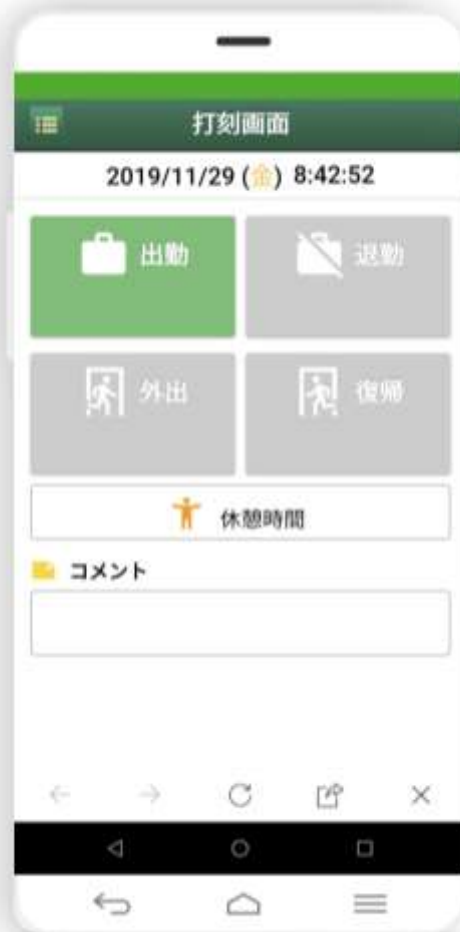 打刻画面
2019/11/29 (金) 8:42:52
出勤
退勤
外出
復帰
休憩時間
コメント